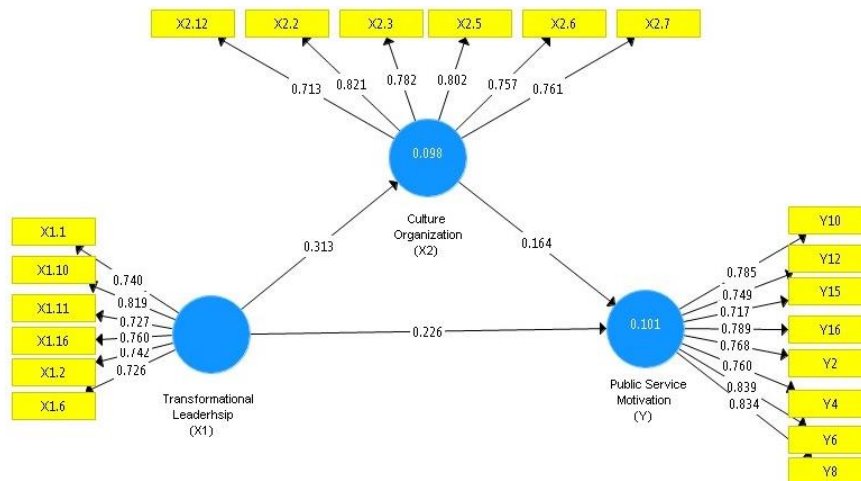 X2.12 X2.2 X2.3 X2.5 X2.6 X2.7
0.713 0.821 0.782 0.802 0.757 0.761
0.098
Culture
Organization
(X2)
0.313
0.164
X1.1
X1.10
X1.11
X1.16
X1.2
X1.6
0.740
0.819
0.727
0.760
0.742
0.726
Transformational
Leaderhsip
(X1)
0.226
0.101
Public Service
Motivation
(Y)
0.785
0.749
0.717
0.789
0.768
0.760
0.839
0.834
Y10
Y12
Y15
Y16
Y2
Y4
Y6
Y8